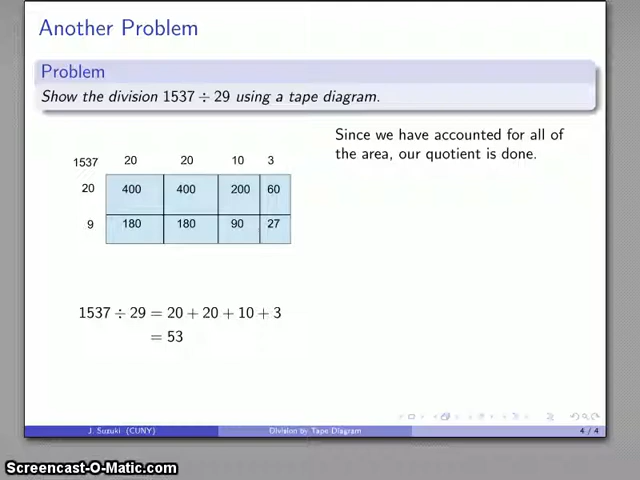 Another Problem
Problem
Show the division 1537 ÷ 29 using a tape diagram.
Since we have accounted for all of
the area, our quotient is done.
1537 20 20 10 3
20 400 400 200 60
9 180 180 90 27
1537 ÷ 29 = 20 + 20 + 10 + 3
= 53
J. Suzuki (CUNY) Division by Tape Diagram 4 / 4
Screencast-O-Matic.com